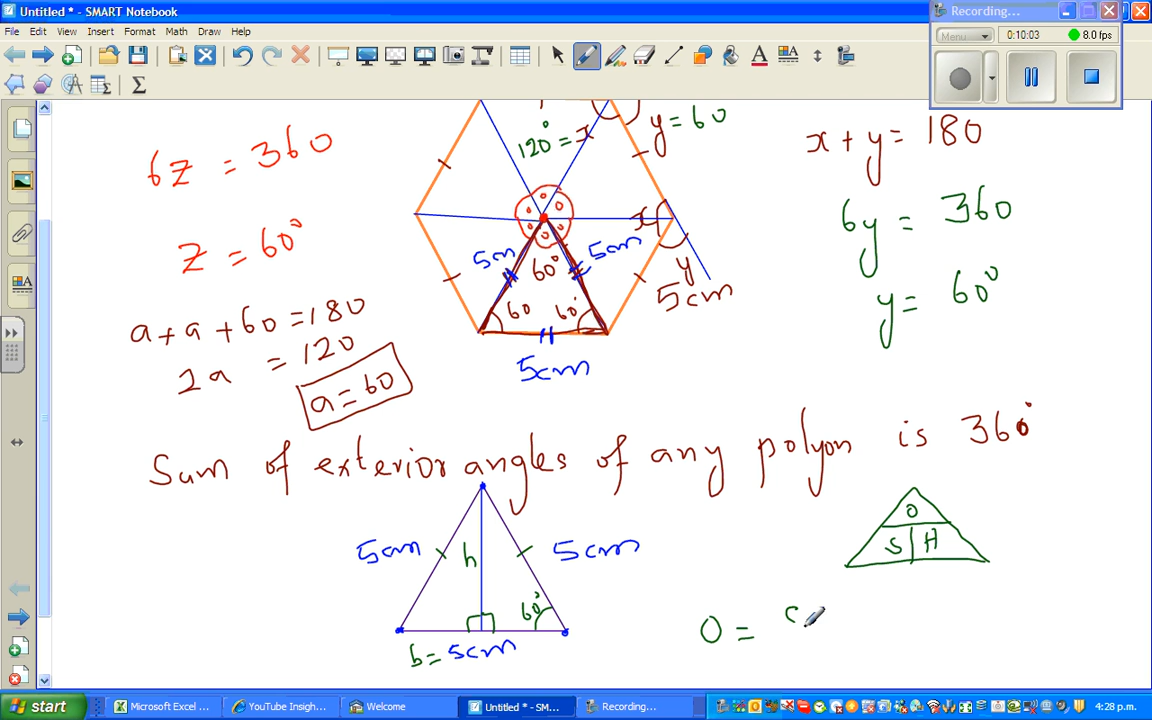 Untitled * - SMART Notebook
Recording...
File Edit View Insert Format Math Draw Help
Menu 0:10:03 8.0 fps
6z = 360
z = 60°
a+a+60=180
2a = 120
a=60
120°=x
y=60
x
y
5cm
5cm
5cm
60°
60
60°
5cm
x+y=180
6y = 360
y = 60°
Sum of exterior angles of any polyon is 360°
5cm
h
5cm
60°
b=5cm
O
S H
O = S
start
Microsoft Excel ...
YouTube Insigh...
Welcome
Untitled * - SM...
Recording...
4:28 p.m.